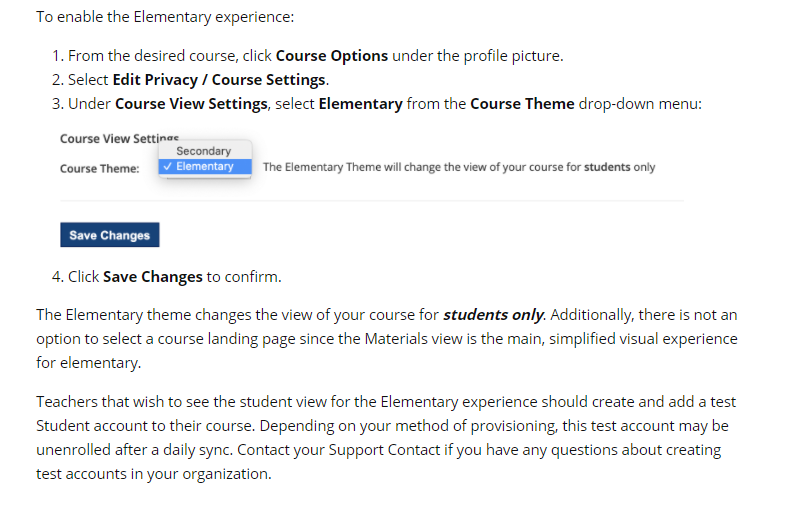 To enable the Elementary experience:
1. From the desired course, click Course Options under the profile picture.
2. Select Edit Privacy / Course Settings.
3. Under Course View Settings, select Elementary from the Course Theme drop-down menu:
Course View Settings
Secondary
Course Theme: ✓ Elementary The Elementary Theme will change the view of your course for students only
Save Changes
4. Click Save Changes to confirm.
The Elementary theme changes the view of your course for students only. Additionally, there is not an
option to select a course landing page since the Materials view is the main, simplified visual experience
for elementary.
Teachers that wish to see the student view for the Elementary experience should create and add a test
Student account to their course. Depending on your method of provisioning, this test account may be
unenrolled after a daily sync. Contact your Support Contact if you have any questions about creating
test accounts in your organization.